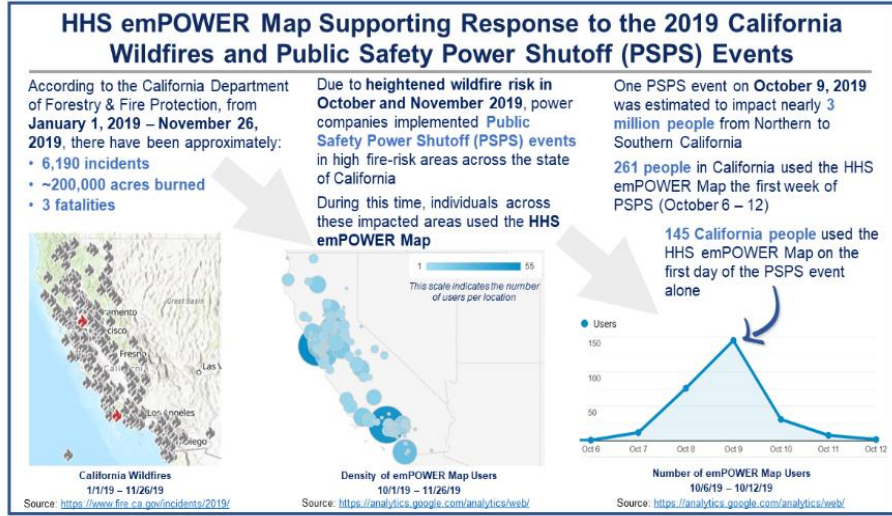 HHS emPOWER Map Supporting Response to the 2019 California
Wildfires and Public Safety Power Shutoff (PSPS) Events
According to the California Department
of Forestry & Fire Protection, from
January 1, 2019 – November 26,
2019, there have been approximately:
• 6,190 incidents
• ~200,000 acres burned
• 3 fatalities
Great Basin
Fresno
Los Angeles
California Wildfires
1/1/19 – 11/26/19
Source: https://www.fire.ca.gov/incidents/2019/
Due to heightened wildfire risk in
October and November 2019, power
companies implemented Public
Safety Power Shutoff (PSPS) events
in high fire-risk areas across the state
of California
During this time, individuals across
these impacted areas used the HHS
emPOWER Map
1 55
This scale indicates the number
of users per location
Density of emPOWER Map Users
10/1/19 – 11/26/19
Source: https://analytics.google.com/analytics/web/
One PSPS event on October 9, 2019
was estimated to impact nearly 3
million people from Northern to
Southern California
261 people in California used the HHS
emPOWER Map the first week of
PSPS (October 6 – 12)
145 California people used the
HHS emPOWER Map on the
first day of the PSPS event
alone
Users
150
100
50
Oct 6 Oct 7 Oct 8 Oct 9 Oct 10 Oct 11 Oct 12
Number of emPOWER Map Users
10/6/19 – 10/12/19
Source: https://analytics.google.com/analytics/web/